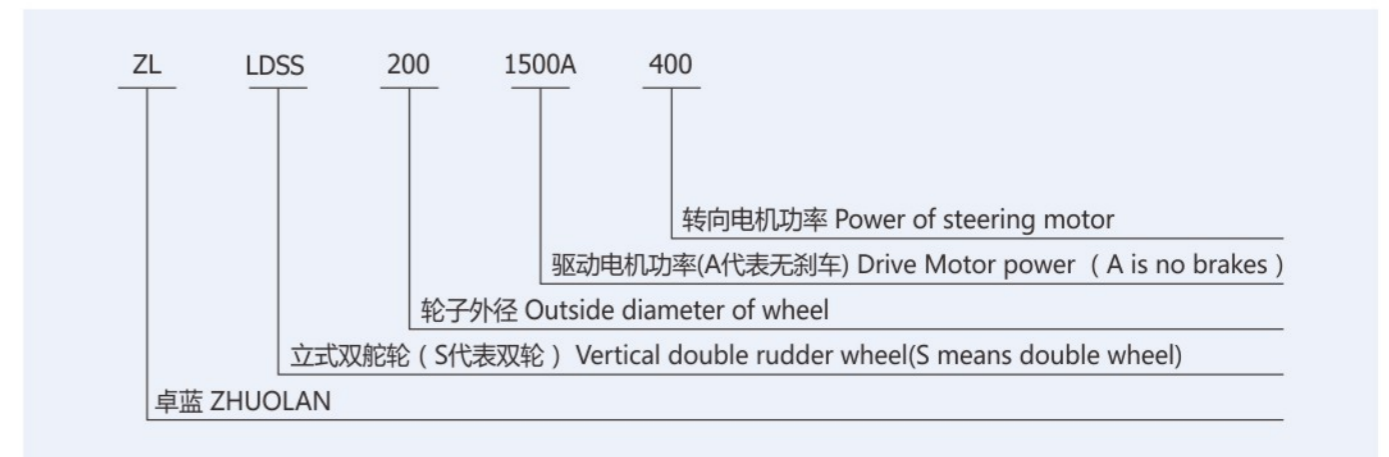 ZL LDSS 200 1500A 400
转向电机功率 Power of steering motor
驱动电机功率(A代表无刹车) Drive Motor power （ A is no brakes ）
轮子外径 Outside diameter of wheel
立式双舵轮（ S代表双轮 ） Vertical double rudder wheel(S means double wheel)
卓蓝 ZHUOLAN